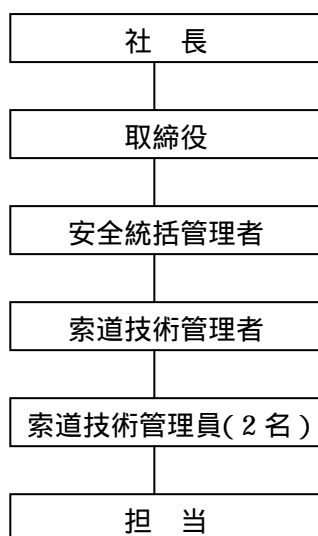 社　長
取締役
安全統括管理者
索道技術管理者
索道技術管理員(２名)
担　当